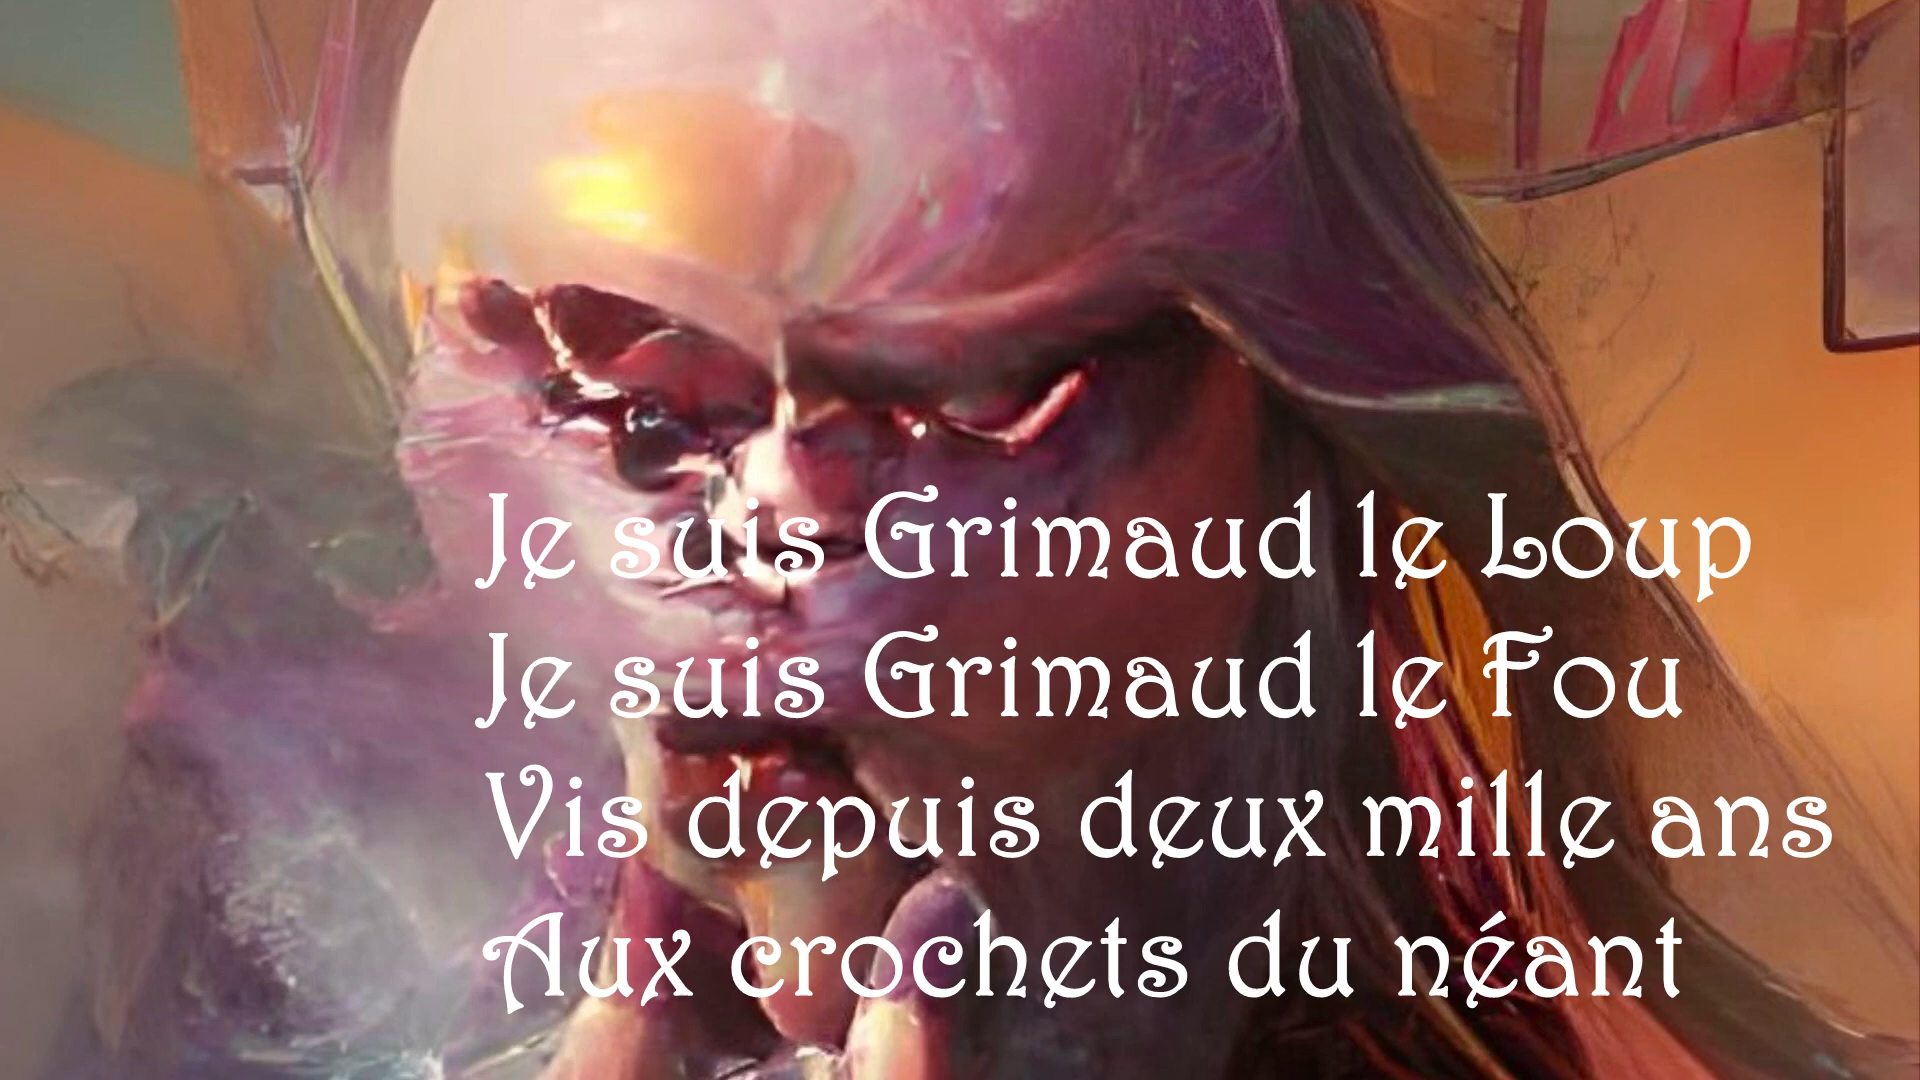 Je suis Grimaud le Loup
Je suis Grimaud le Fou
Vis depuis deux mille ans
Aux crochets du néant